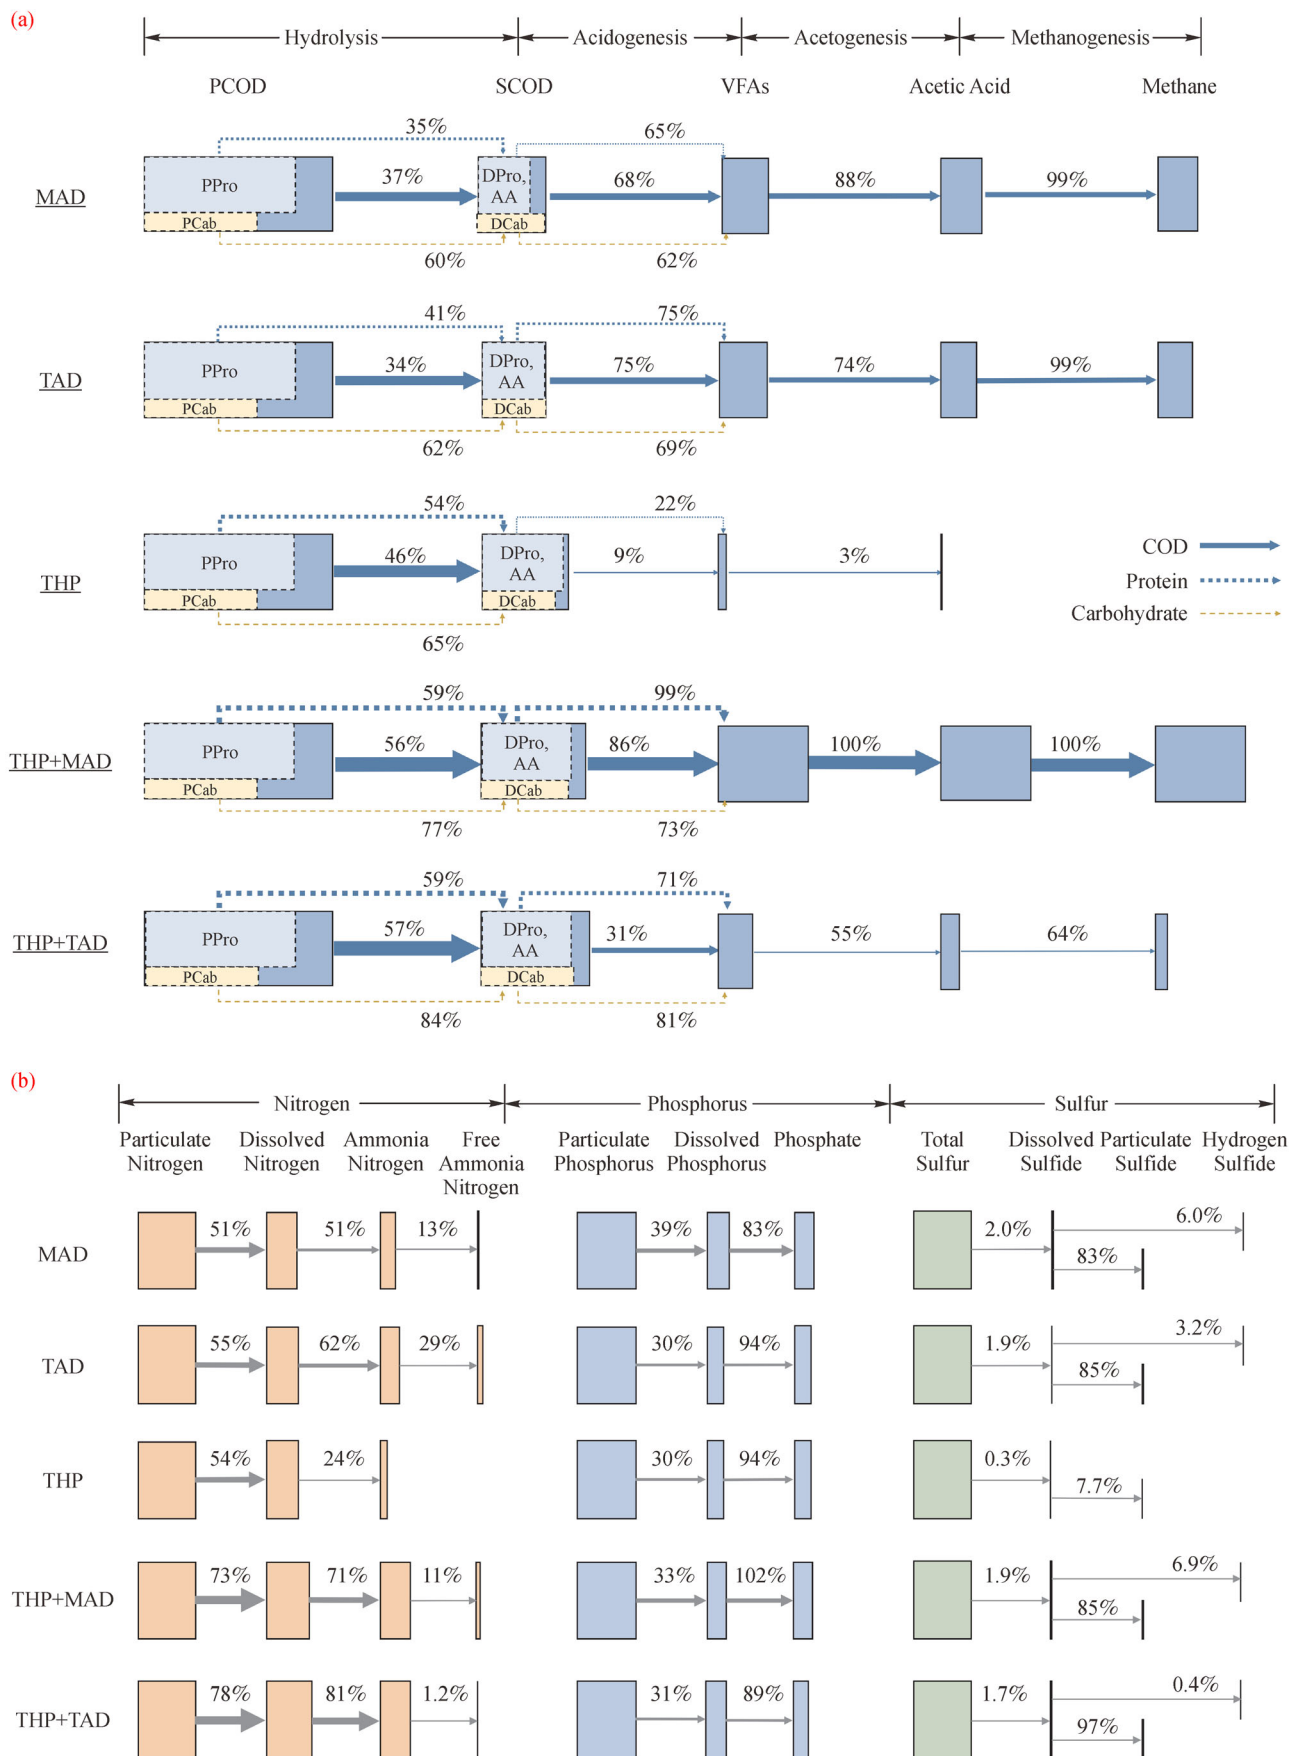 (a)
Hydrolysis Acidogenesis Acetogenesis Methanogenesis
PCOD SCOD VFAs Acetic Acid Methane
35% 65%
MAD PPro 37% DPro, AA 68% 88% 99%
PCab DCab
60% 62%
41% 75%
TAD PPro 34% DPro, AA 75% 74% 99%
PCab DCab
62% 69%
54% 22%
THP PPro 46% DPro, AA 9% 3%
PCab DCab
65%
COD
Protein
Carbohydrate
59% 99%
THP+MAD PPro 56% DPro, AA 86% 100% 100%
PCab DCab
77% 73%
59% 71%
THP+TAD PPro 57% DPro, AA 31% 55% 64%
PCab DCab
84% 81%
(b)
Nitrogen Phosphorus Sulfur
Particulate Dissolved Ammonia Free Particulate Dissolved Phosphate Total Dissolved Particulate Hydrogen
Nitrogen Nitrogen Nitrogen Ammonia Phosphorus Phosphorus Sulfur Sulfide Sulfide Sulfide
Nitrogen
MAD 51% 51% 13% 39% 83% 2.0% 6.0%
83%
TAD 55% 62% 29% 30% 94% 1.9% 3.2%
85%
THP 54% 24% 30% 94% 0.3%
7.7%
THP+MAD 73% 71% 11% 33% 102% 1.9% 6.9%
85%
THP+TAD 78% 81% 1.2% 31% 89% 1.7% 0.4%
97%